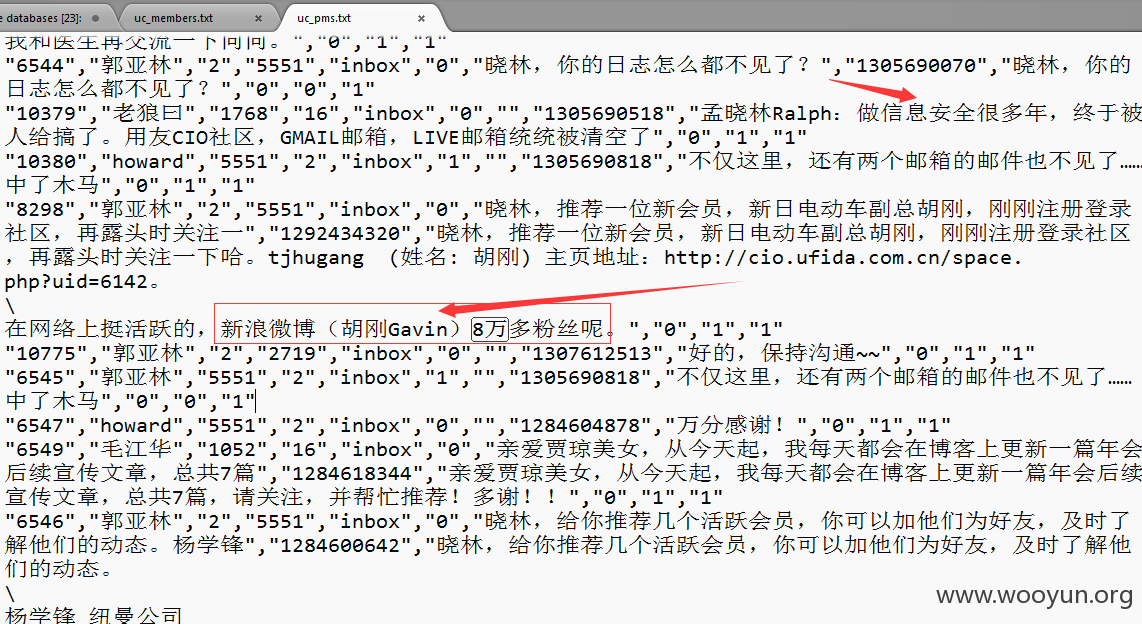 e databases [23]:
uc_members.txt ×
uc_pms.txt ×
我和医生再交流一下问问。","0","1","1"
"6544","郭亚林","2","5551","inbox","0","晓林，你的日志怎么都不见了？","1305690070","晓林，你的
日志怎么都不见了？","0","0","1"
"10379","老狼曰","1768","16","inbox","0","","1305690518","孟晓林Ralph：做信息安全很多年，终于被
人给搞了。用友CIO社区，GMAIL邮箱，LIVE邮箱统统被清空了","0","1","1"
"10380","howard","5551","2","inbox","1","","1305690818","不仅这里，还有两个邮箱的邮件也不见了……
中了木马","0","1","1"
"8298","郭亚林","2","5551","inbox","0","晓林，推荐一位新会员，新日电动车副总胡刚，刚刚注册登录
社区，再露头时关注一","1292434320","晓林，推荐一位新会员，新日电动车副总胡刚，刚刚注册登录社区
，再露头时关注一下哈。tjhugang （姓名：胡刚）主页地址：http://cio.ufida.com.cn/space.
php?uid=6142。
\
在网络上挺活跃的，新浪微博（胡刚Gavin）8万多粉丝呢。","0","1","1"
"10775","郭亚林","2","2719","inbox","0","","1307612513","好的，保持沟通~~","0","1","1"
"6545","郭亚林","5551","2","inbox","1","","1305690818","不仅这里，还有两个邮箱的邮件也不见了……
中了木马","0","0","1"
"6547","howard","5551","2","inbox","0","","1284604878","万分感谢！","0","1","1"
"6549","毛江华","1052","16","inbox","0","亲爱贾琼美女，从今天起，我每天都会在博客上更新一篇年会
后续宣传文章，总共7篇","1284618344","亲爱贾琼美女，从今天起，我每天都会在博客上更新一篇年会后续
宣传文章，总共7篇，请关注，并帮忙推荐！多谢！！","0","1","1"
"6546","郭亚林","2","5551","inbox","0","晓林，给你推荐几个活跃会员，你可以加他们为好友，及时了
解他们的动态。杨学锋","1284600642","晓林，给你推荐几个活跃会员，你可以加他们为好友，及时了解他
们的动态。
\
杨学锋 纽曼公司
www.wooyun.org